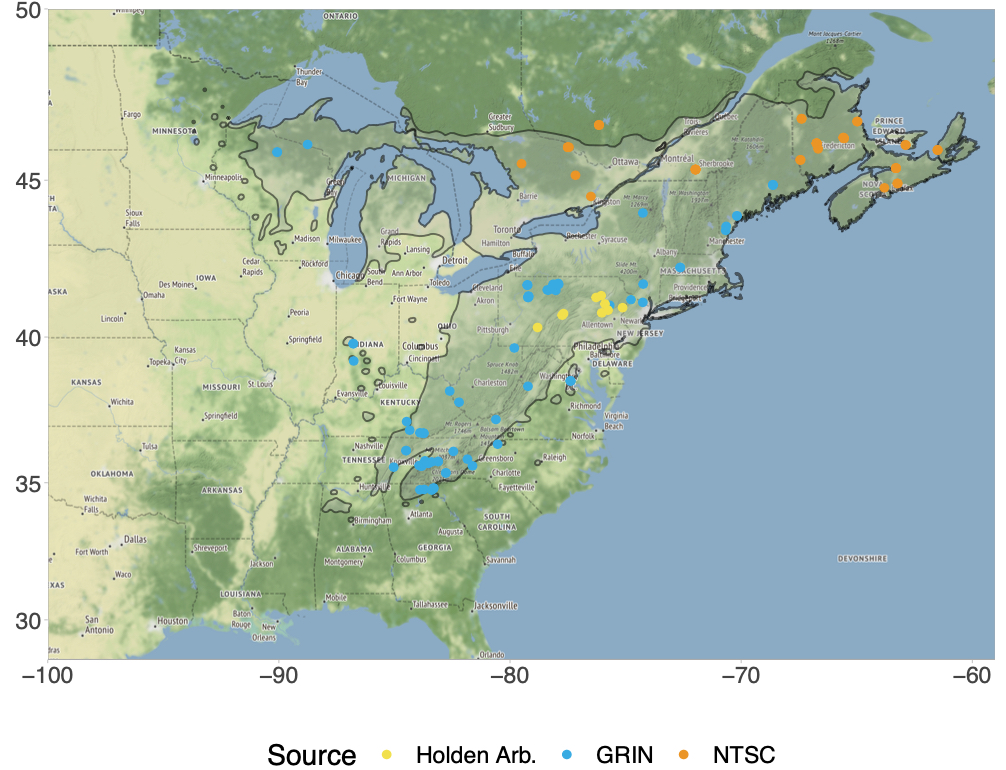 50
45
40
35
30
−100
−90
−80
−70
−60
ONTARIO
Thunder
Bay
Fargo
MINNESOTA
Greater
Sudbury
Mont Jacques-Cartier
PRINCE
EDWARD
Minneapolis
MICHIGAN
Ottawa
Montréal
Sherbrooke
Barrie
Sioux
Falls
Madison
Milwaukee
Grand
Rapids
Lansing
Toronto
Hamilton
Rochester
Syracuse
Albany
Manchester
MASSACHUSETTS
Providence
Cedar
Rapids
Rockford
Chicago
South
Bend
Ann Arbor
Detroit
Toledo
Buffalo
Erie
Cleveland
Akron
IOWA
Des Moines
Omaha
Lincoln
Peoria
Fort Wayne
Pittsburgh
Allentown
Newark
NEW JERSEY
Springfield
INDIANA
OHIO
Columbus
Cincinnati
Philadelphia
Baltimore
DELAWARE
Washington
Topeka
Kansas
City
KANSAS
MISSOURI
St. Louis
Evansville
Louisville
KENTUCKY
Charleston
Spruce Knob
Richmond
Virginia
Beach
Norfolk
Wichita
Springfield
Tulsa
Nashville
TENNESSEE
Knoxville
Greensboro
Raleigh
Charlotte
Fayetteville
OKLAHOMA
ARKANSAS
Huntsville
Wichita
Falls
Birmingham
Atlanta
SOUTH
CAROLINA
Augusta
Dallas
Fort Worth
Shreveport
Waco
Jackson
ALABAMA
Montgomery
GEORGIA
Columbus
Savannah
DEVONSHIRE
LOUISIANA
Mobile
Baton
Rouge
New
Orleans
Tallahassee
Jacksonville
San
Antonio
Houston
Orlando
Source
Holden Arb.
GRIN
NTSC